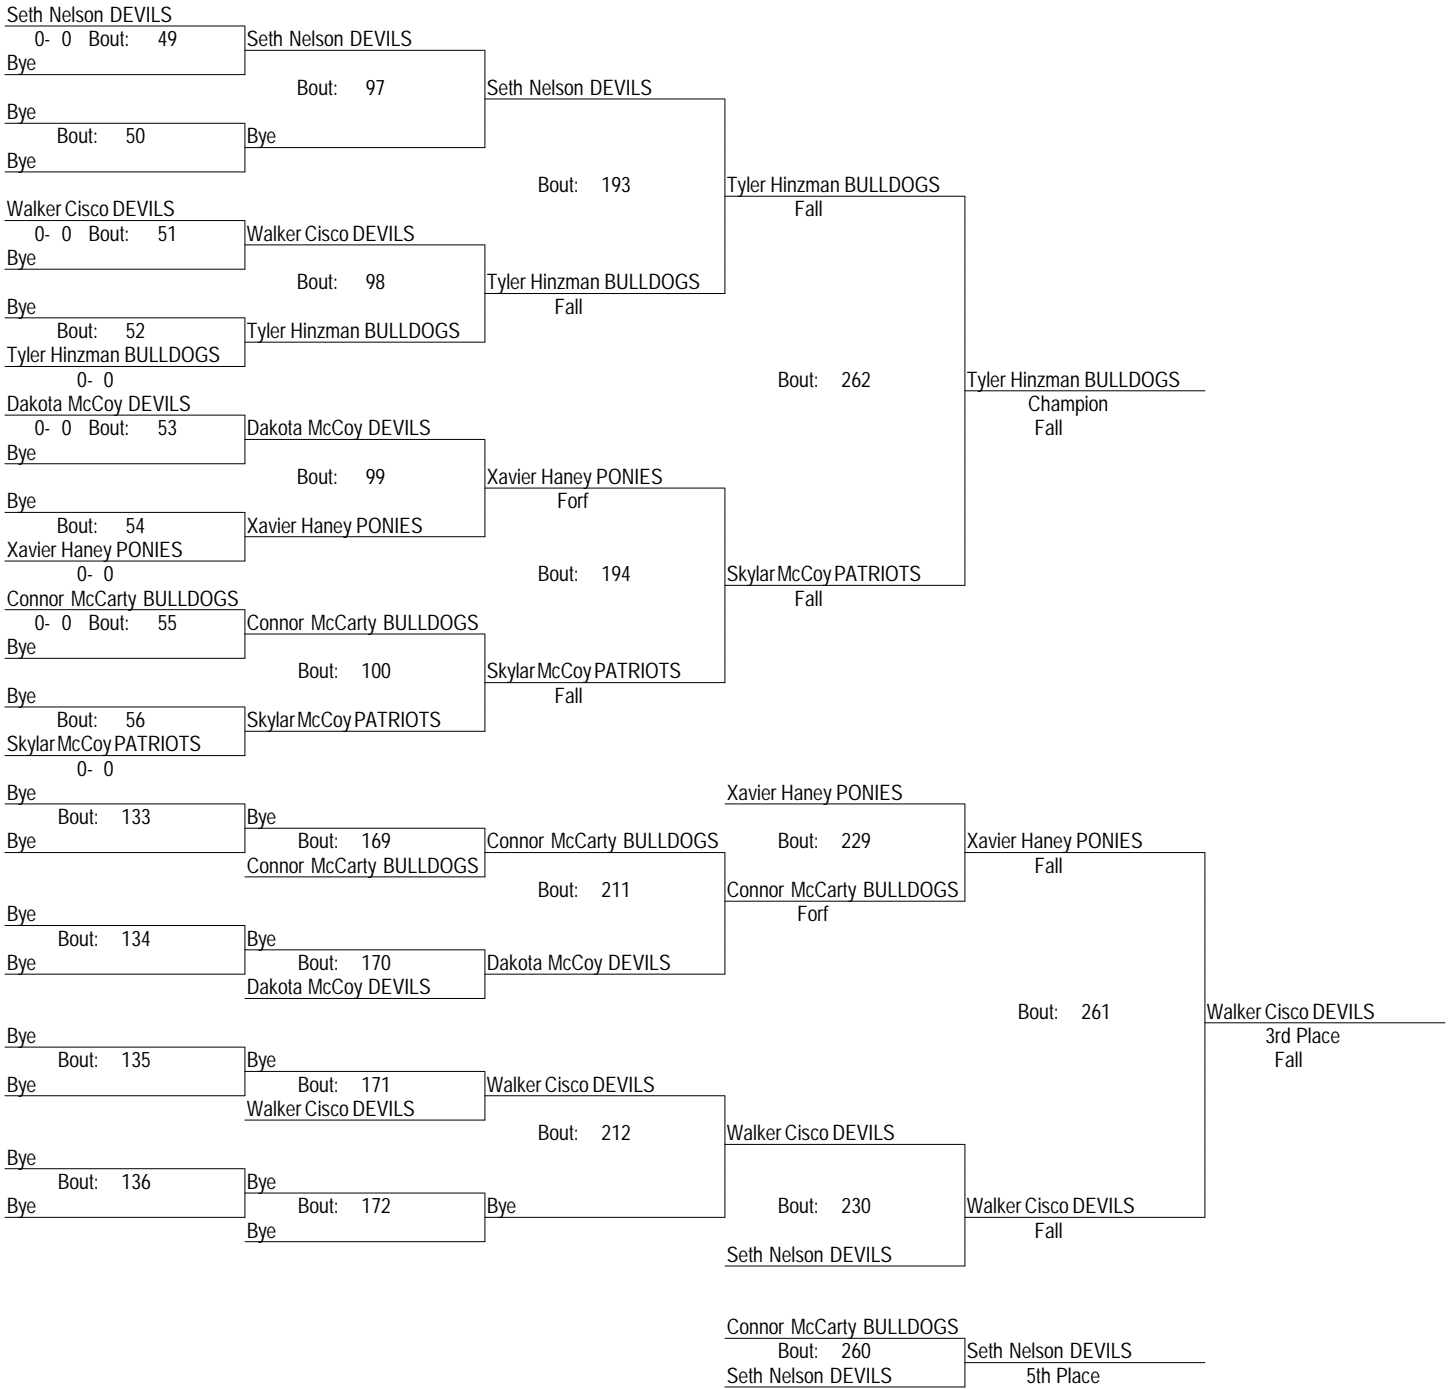 Seth Nelson DEVILS
0- 0 Bout: 49 Seth Nelson DEVILS
Bye
Bout: 97 Seth Nelson DEVILS
Bye
Bout: 50 Bye
Bye
Bout: 193 Tyler Hinzman BULLDOGS
Walker Cisco DEVILS Fall
0- 0 Bout: 51 Walker Cisco DEVILS
Bye
Bout: 98 Tyler Hinzman BULLDOGS
Bye Fall
Bout: 52 Tyler Hinzman BULLDOGS
Tyler Hinzman BULLDOGS
0- 0 Bout: 262 Tyler Hinzman BULLDOGS
Dakota McCoy DEVILS Champion
0- 0 Bout: 53 Dakota McCoy DEVILS Fall
Bye
Bout: 99 Xavier Haney PONIES
Bye Forf
Bout: 54 Xavier Haney PONIES
Xavier Haney PONIES
0- 0 Bout: 194 Skylar McCoy PATRIOTS
Connor McCarty BULLDOGS Fall
0- 0 Bout: 55 Connor McCarty BULLDOGS
Bye
Bout: 100 Skylar McCoy PATRIOTS
Bye Fall
Bout: 56 Skylar McCoy PATRIOTS
Skylar McCoy PATRIOTS
0- 0
Bye Xavier Haney PONIES
Bout: 133 Bye
Bye Bout: 169 Connor McCarty BULLDOGS Bout: 229 Xavier Haney PONIES
Connor McCarty BULLDOGS Fall
Bout: 211 Connor McCarty BULLDOGS
Bye Forf
Bout: 134 Bye
Bye Bout: 170 Dakota McCoy DEVILS
Dakota McCoy DEVILS
Bout: 261 Walker Cisco DEVILS
Bye 3rd Place
Bout: 135 Bye Fall
Bye Bout: 171 Walker Cisco DEVILS
Walker Cisco DEVILS
Bout: 212 Walker Cisco DEVILS
Bye
Bout: 136 Bye
Bye Bout: 172 Bye Bout: 230 Walker Cisco DEVILS
Bye Fall
Seth Nelson DEVILS
Connor McCarty BULLDOGS
Bout: 260 Seth Nelson DEVILS
Seth Nelson DEVILS 5th Place